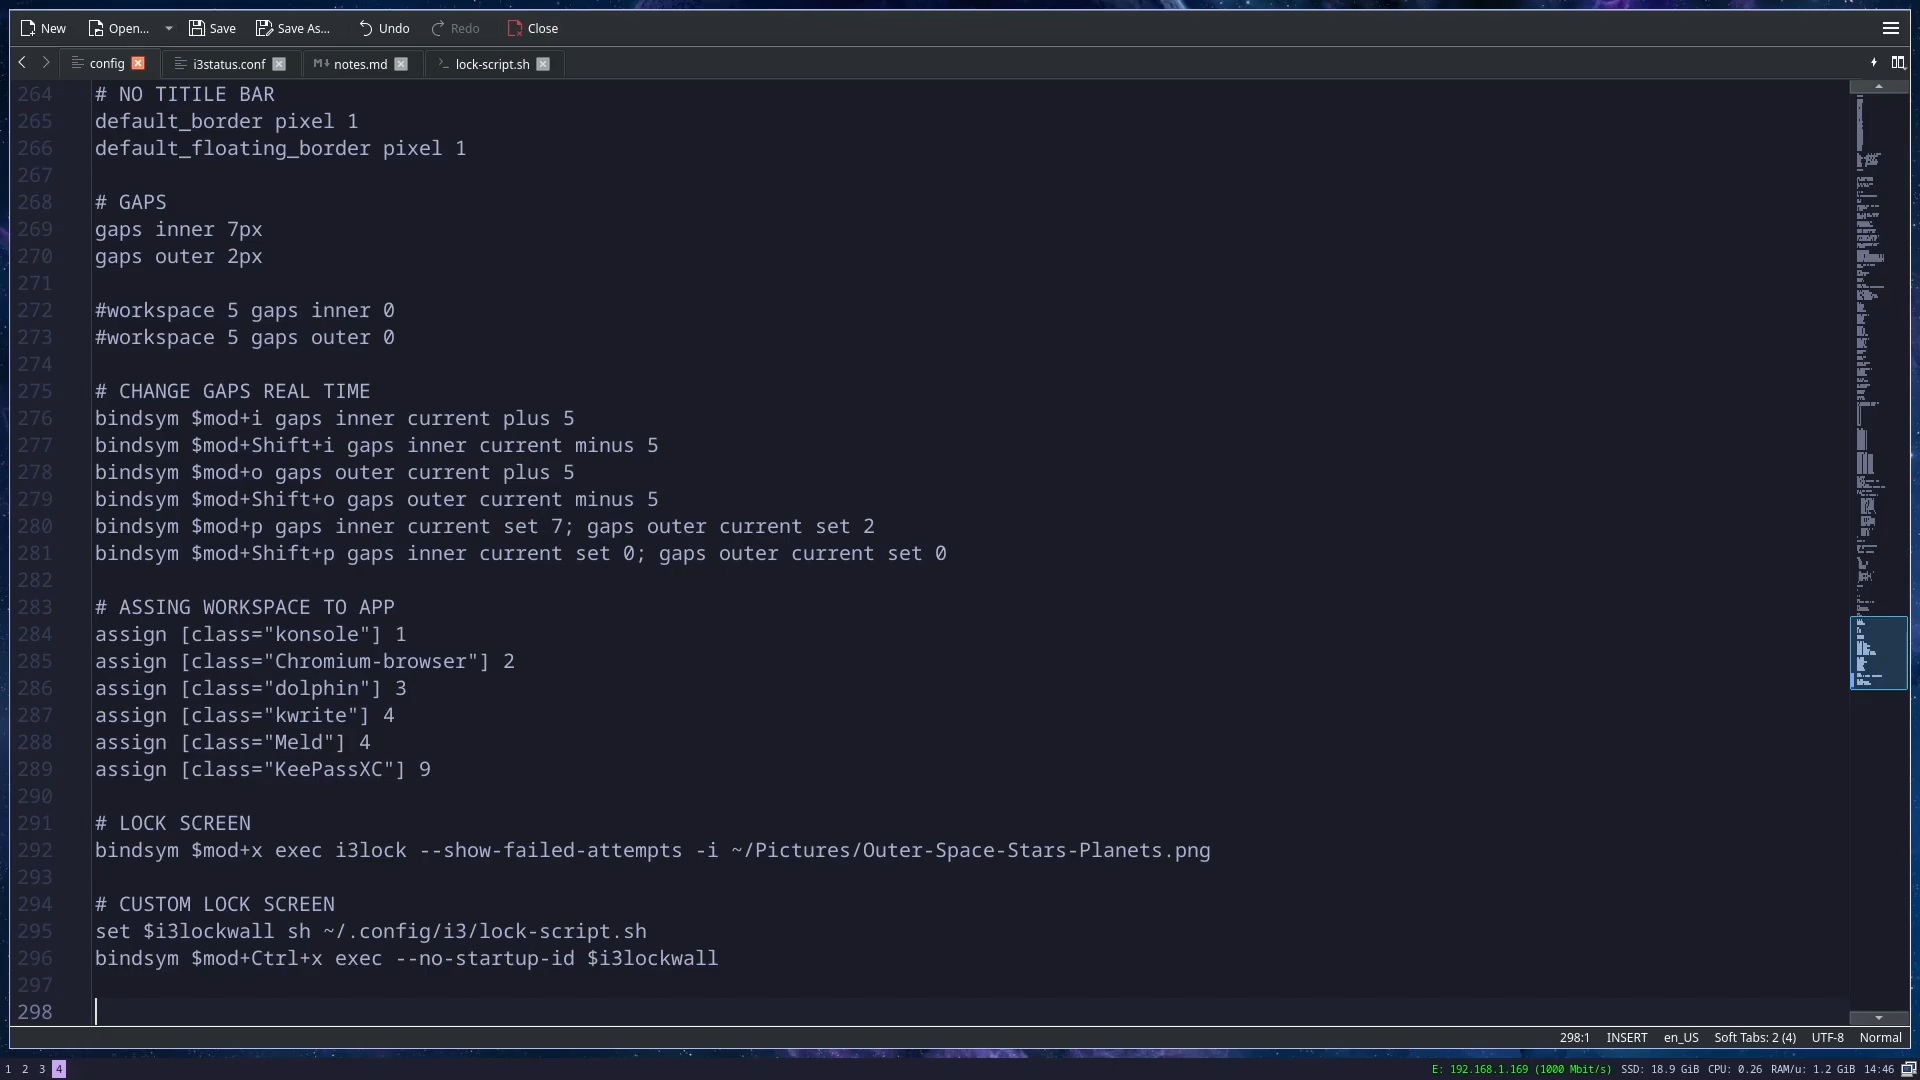 New Open... Save Save As... Undo Redo Close
config i3status.conf notes.md lock-script.sh
264 # NO TITILE BAR
265 default_border pixel 1
266 default_floating_border pixel 1
267
268 # GAPS
269 gaps inner 7px
270 gaps outer 2px
271
272 #workspace 5 gaps inner 0
273 #workspace 5 gaps outer 0
274
275 # CHANGE GAPS REAL TIME
276 bindsym $mod+i gaps inner current plus 5
277 bindsym $mod+Shift+i gaps inner current minus 5
278 bindsym $mod+o gaps outer current plus 5
279 bindsym $mod+Shift+o gaps outer current minus 5
280 bindsym $mod+p gaps inner current set 7; gaps outer current set 2
281 bindsym $mod+Shift+p gaps inner current set 0; gaps outer current set 0
282
283 # ASSING WORKSPACE TO APP
284 assign [class="konsole"] 1
285 assign [class="Chromium-browser"] 2
286 assign [class="dolphin"] 3
287 assign [class="kwrite"] 4
288 assign [class="Meld"] 4
289 assign [class="KeePassXC"] 9
290
291 # LOCK SCREEN
292 bindsym $mod+x exec i3lock --show-failed-attempts -i ~/Pictures/Outer-Space-Stars-Planets.png
293
294 # CUSTOM LOCK SCREEN
295 set $i3lockwall sh ~/.config/i3/lock-script.sh
296 bindsym $mod+Ctrl+x exec --no-startup-id $i3lockwall
297
298
298:1 INSERT en_US Soft Tabs: 2 (4) UTF-8 Normal
1 2 3 4 E: 192.168.1.169 (1000 Mbit/s) SSD: 18.9 GiB CPU: 0.26 RAM/u: 1.2 GiB 14:46